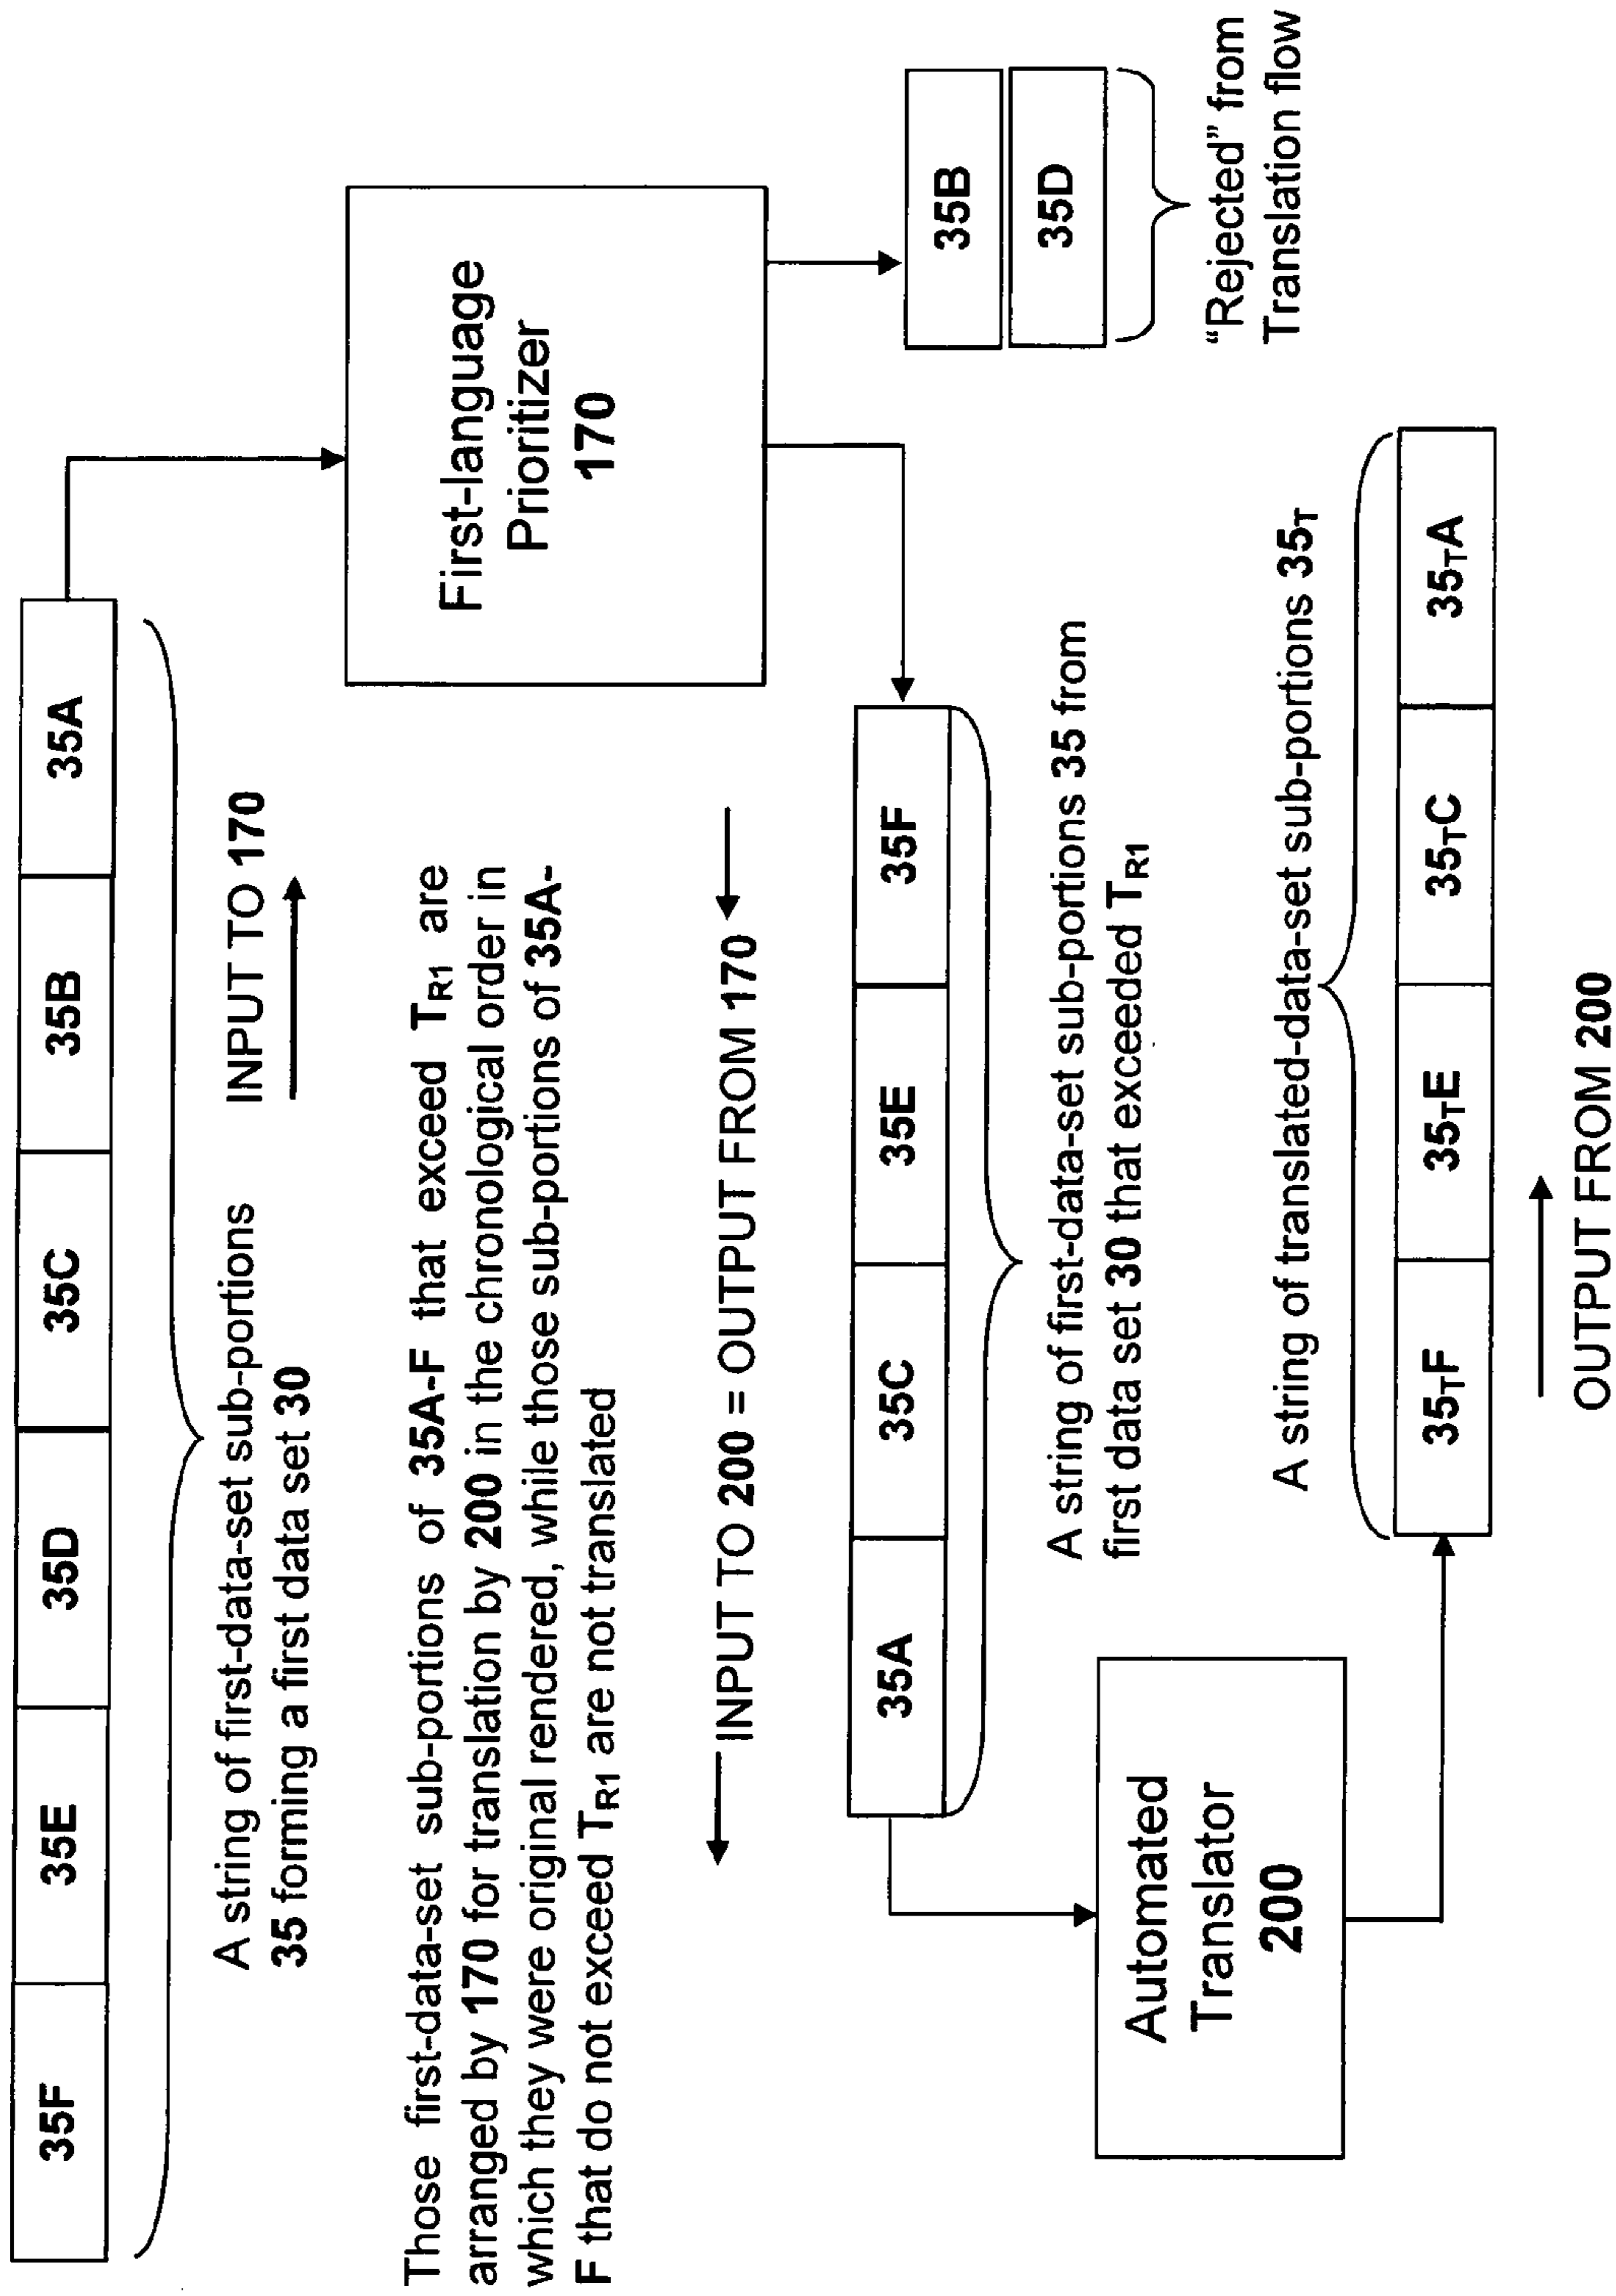 35F 35E 35D 35C 35B 35A
A string of first-data-set sub-portions
35 forming a first data set 30
INPUT TO 170
First-language
Prioritizer
170
Those first-data-set sub-portions of 35A-F that exceed TR1 are
arranged by 170 for translation by 200 in the chronological order in
which they were original rendered, while those sub-portions of 35A-
F that do not exceed TR1 are not translated
INPUT TO 200 = OUTPUT FROM 170
35A 35C 35E 35F
35B
35D
"Rejected" from
Translation flow
A string of first-data-set sub-portions 35 from
first data set 30 that exceeded TR1
Automated
Translator
200
A string of translated-data-set sub-portions 35T
35TF 35TE 35TC 35TA
OUTPUT FROM 200